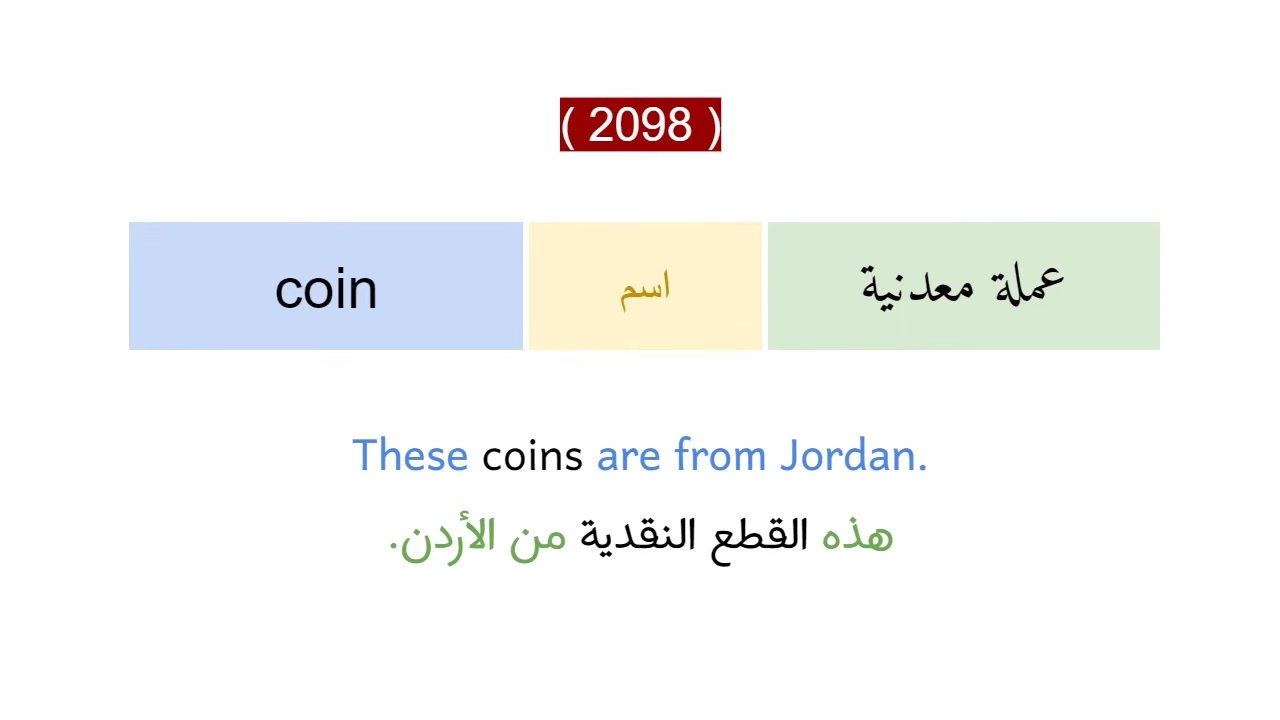 ( 2098 )
coin اسم عملة معدنية
These coins are from Jordan.
هذه القطع النقدية من الأردن.